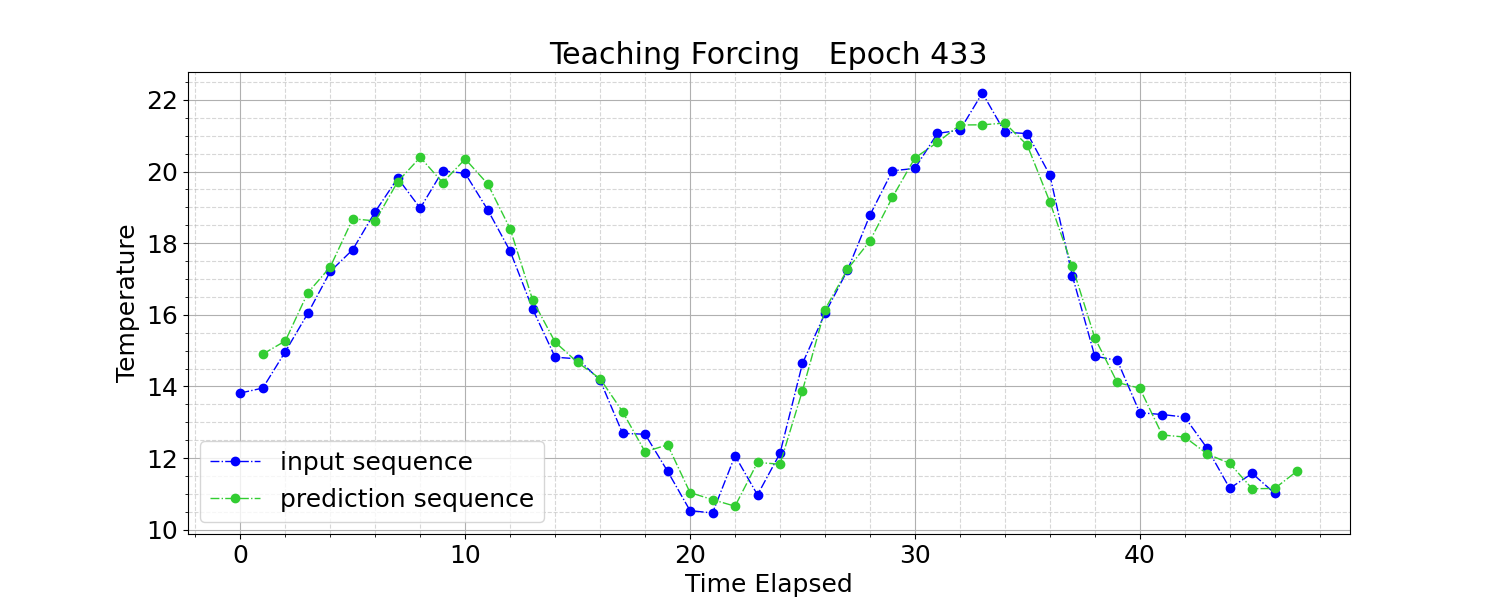 Teaching Forcing   Epoch 433
22
20
18
16
14
12
10
Temperature
input sequence
prediction sequence
0 10 20 30 40
Time Elapsed